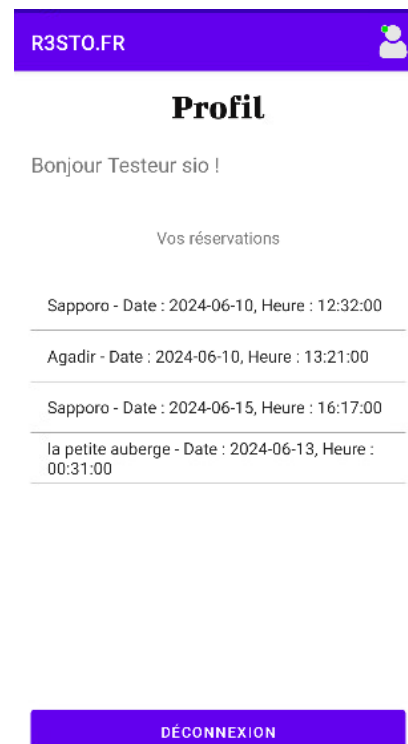 R3STO.FR
Profil
Bonjour Testeur sio !
Vos réservations
Sapporo - Date : 2024-06-10, Heure : 12:32:00
Agadir - Date : 2024-06-10, Heure : 13:21:00
Sapporo - Date : 2024-06-15, Heure : 16:17:00
la petite auberge - Date : 2024-06-13, Heure :
00:31:00
DÉCONNEXION